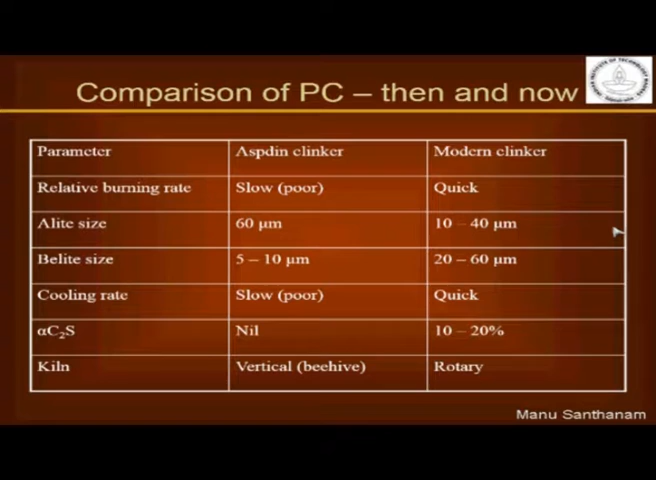 Comparison of PC – then and now
Parameter Aspdin clinker Modern clinker
Relative burning rate Slow (poor) Quick
Alite size 60 μm 10 – 40 μm
Belite size 5 – 10 μm 20 – 60 μm
Cooling rate Slow (poor) Quick
αC₂S Nil 10 – 20%
Kiln Vertical (beehive) Rotary
Manu Santhanam